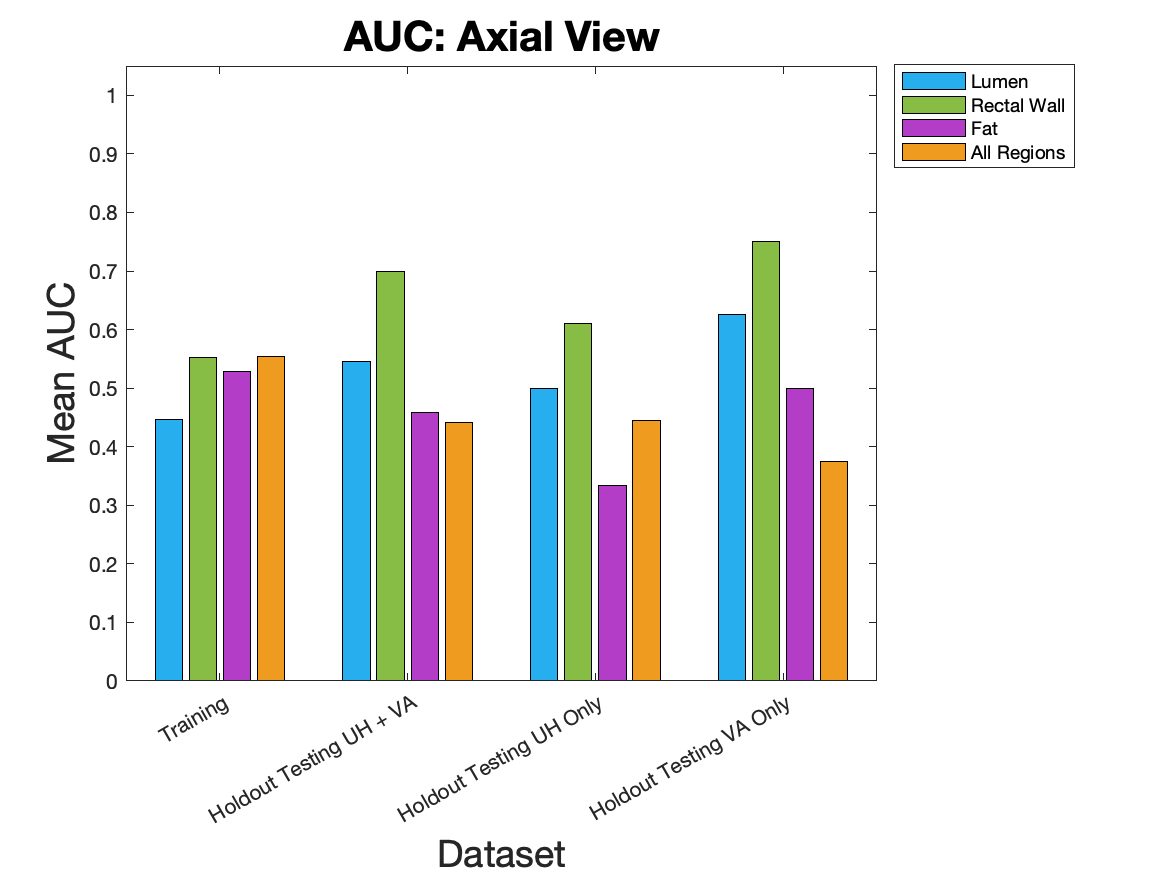 AUC: Axial View
Lumen
Rectal Wall
Fat
All Regions
Mean AUC
1
0.9
0.8
0.7
0.6
0.5
0.4
0.3
0.2
0.1
0
Training
Holdout Testing UH + VA
Holdout Testing UH Only
Holdout Testing VA Only
Dataset